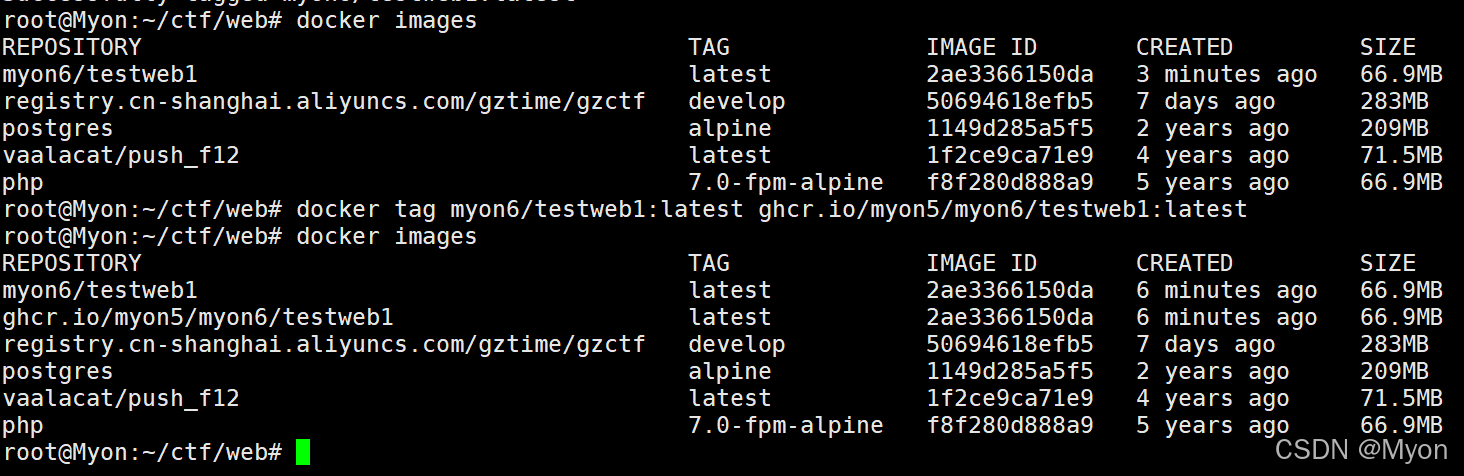 root@Myon:~/ctf/web# docker images
REPOSITORY TAG IMAGE ID CREATED SIZE
myon6/testweb1 latest 2ae3366150da 3 minutes ago 66.9MB
registry.cn-shanghai.aliyuncs.com/gztime/gzctf develop 50694618efb5 7 days ago 283MB
postgres alpine 1149d285a5f5 2 years ago 209MB
vaalacat/push_f12 latest 1f2ce9ca71e9 4 years ago 71.5MB
php 7.0-fpm-alpine f8f280d888a9 5 years ago 66.9MB
root@Myon:~/ctf/web# docker tag myon6/testweb1:latest ghcr.io/myon5/myon6/testweb1:latest
root@Myon:~/ctf/web# docker images
REPOSITORY TAG IMAGE ID CREATED SIZE
myon6/testweb1 latest 2ae3366150da 6 minutes ago 66.9MB
ghcr.io/myon5/myon6/testweb1 latest 2ae3366150da 6 minutes ago 66.9MB
registry.cn-shanghai.aliyuncs.com/gztime/gzctf develop 50694618efb5 7 days ago 283MB
postgres alpine 1149d285a5f5 2 years ago 209MB
vaalacat/push_f12 latest 1f2ce9ca71e9 4 years ago 71.5MB
php 7.0-fpm-alpine f8f280d888a9 5 years ago 66.9MB
root@Myon:~/ctf/web#
CSDN @Myon